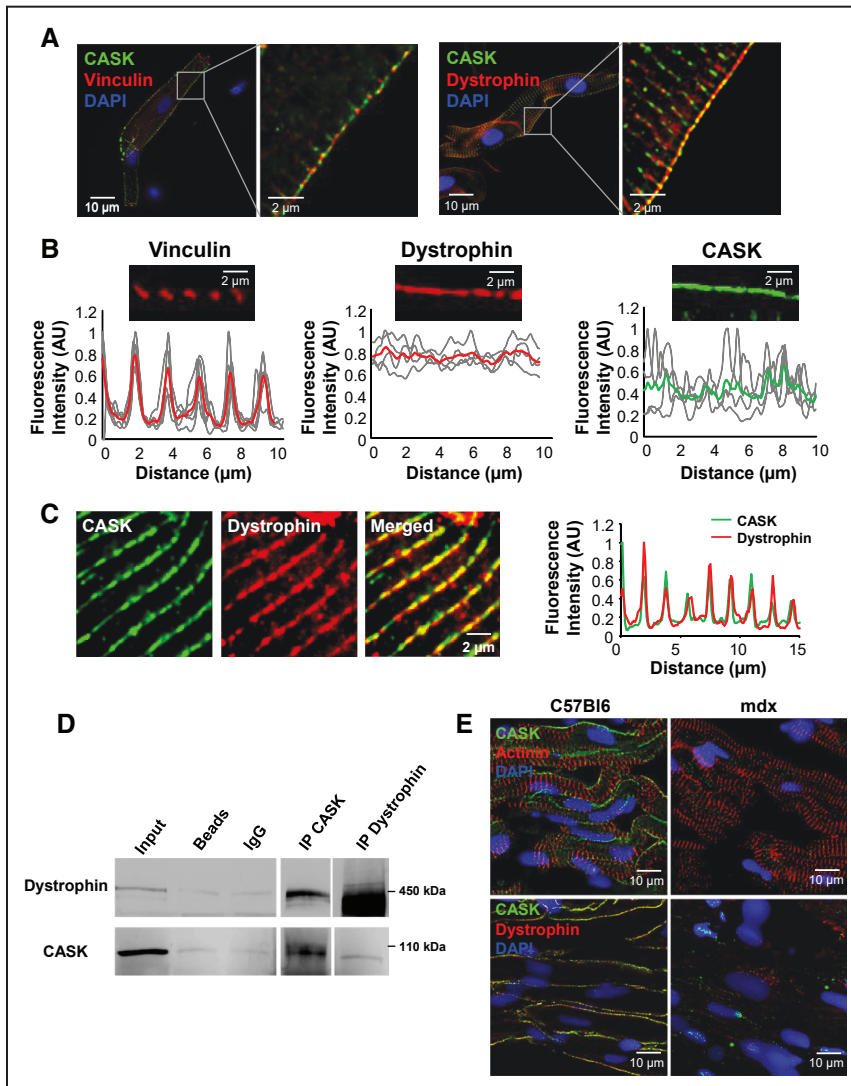 A
CASK
Vinculin
DAPI
10 µm
2 µm
CASK
Dystrophin
DAPI
10 µm
2 µm
B
Vinculin
2 µm
Fluorescence
Intensity (AU)
1.2
1
0.8
0.6
0.4
0.2
0
0 2 4 6 8 10
Distance (µm)
Dystrophin
2 µm
Fluorescence
Intensity (AU)
1.2
1
0.8
0.6
0.4
0.2
0
0 2 4 6 8 10
Distance (µm)
CASK
2 µm
Fluorescence
Intensity (AU)
1.2
1
0.8
0.6
0.4
0.2
0
0 2 4 6 8 10
Distance (µm)
C
CASK
Dystrophin
Merged
2 µm
Fluorescence
Intensity (AU)
1.2
1
0.8
0.6
0.4
0.2
0
0 5 10 15
Distance (µm)
CASK
Dystrophin
D
Input
Beads
IgG
IP CASK
IP Dystrophin
Dystrophin
450 kDa
CASK
110 kDa
E
C57Bl6
mdx
CASK
Actinin
DAPI
10 µm
10 µm
CASK
Dystrophin
DAPI
10 µm
10 µm